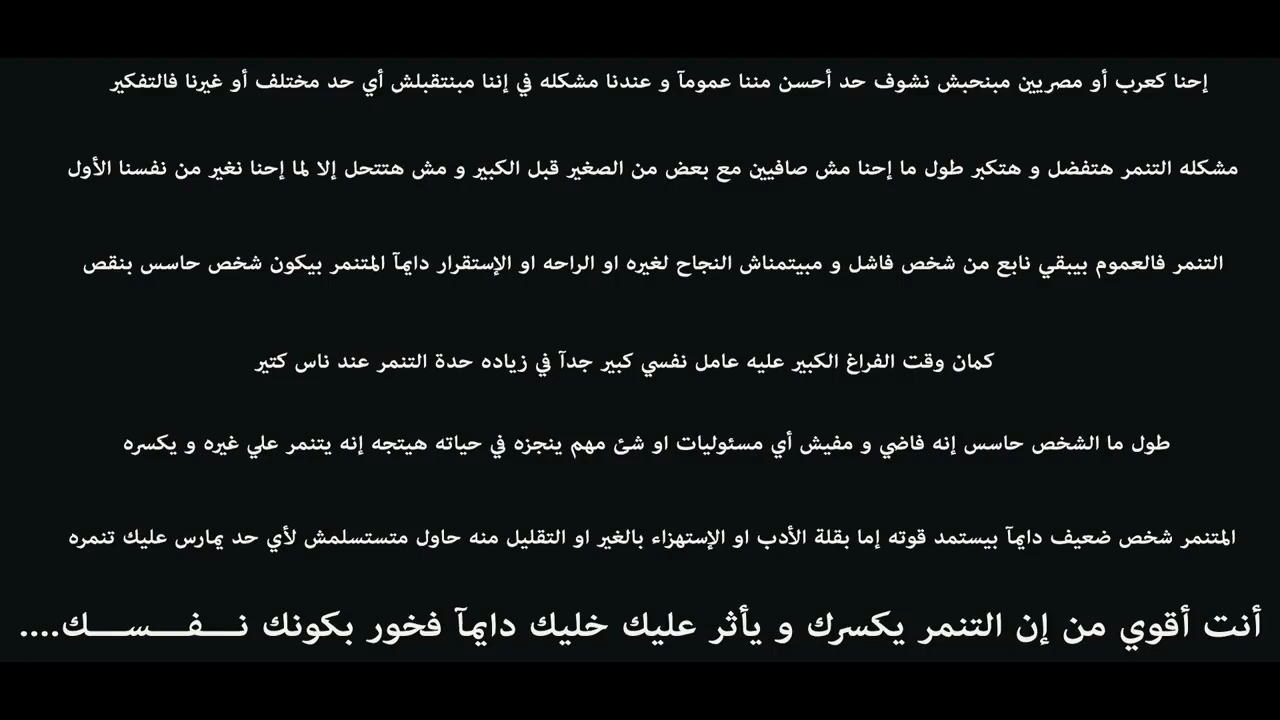 إحنا كعرب أو مصريين مبنحبش نشوف حد أحسن مننا عمومآ و عندنا مشكله في إننا مبنتقبلش أي حد مختلف أو غيرنا فالتفكير
مشكله التنمر هتفضل و هتكبر طول ما إحنا مش صافيين مع بعض من الصغير قبل الكبير و مش هتتحل إلا لما إحنا نغير من نفسنا الأول
التنمر فالعموم بيبقي نابع من شخص فاشل و مبيتمناش النجاح لغيره او الراحه او الإستقرار دايمآ المتنمر بيكون شخص حاسس بنقص
كمان وقت الفراغ الكبير عليه عامل نفسي كبير جدآ في زياده حدة التنمر عند ناس كتير
طول ما الشخص حاسس إنه فاضي و مفيش أي مسئوليات او شئ مهم ينجزه في حياته هيتجه إنه يتنمر علي غيره و يكسره
المتنمر شخص ضعيف دايمآ بيستمد قوته إما بقلة الأدب او الإستهزاء بالغير او التقليل منه حاول متستسلمش لأي حد يمارس عليك تنمره
أنت أقوي من إن التنمر يكسرك و يأثر عليك خليك دايمآ فخور بكونك نـــفـــســـك....